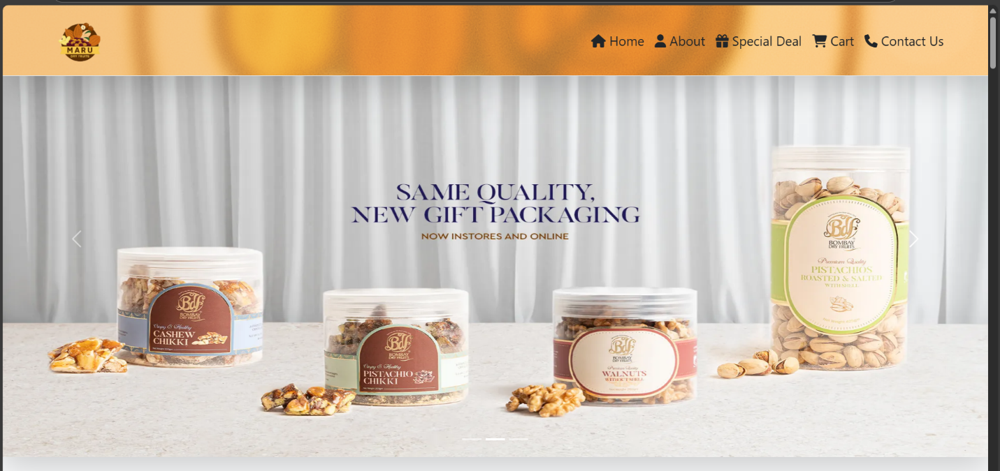 MARU
DRY FRUITS
Home
About
Special Deal
Cart
Contact Us
SAME QUALITY,
NEW GIFT PACKAGING
NOW INSTORES AND ONLINE
Bdf
BOMBAY
DRY FRUITS
Crispy & Healthy
CASHEW
CHIKKI
Bdf
BOMBAY
DRY FRUITS
Crispy & Healthy
PISTACHIO
CHIKKI
Bdf
BOMBAY
DRY FRUITS
Premium Quality
WALNUTS
WITHOUT SHELL
Bdf
BOMBAY
DRY FRUITS
Premium Quality
PISTACHIOS
ROASTED & SALTED
WITH SHELL